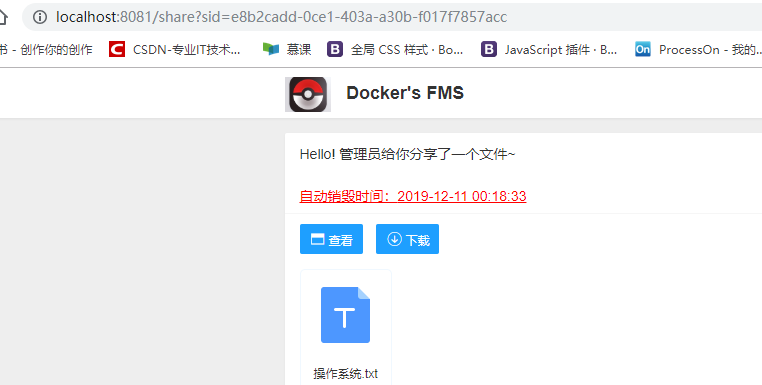 localhost:8081/share?sid=e8b2cadd-0ce1-403a-a30b-f017f7857acc
书 - 创作你的创作 CSDN-专业IT技术... 慕课 全局 CSS 样式 · Bo... JavaScript 插件 · B... ProcessOn - 我的...
Docker's FMS
Hello! 管理员给你分享了一个文件~
自动销毁时间：2019-12-11 00:18:33
查看 下载
T
操作系统.txt